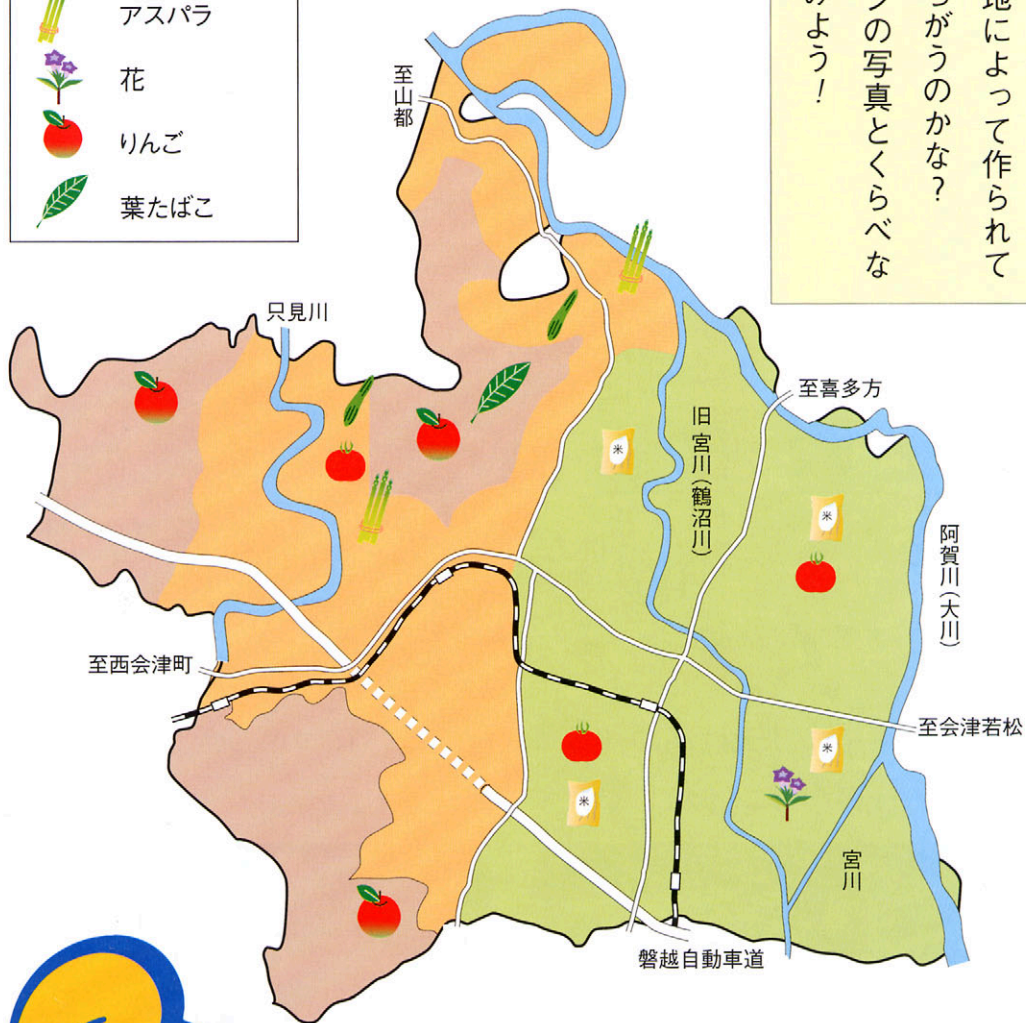 地によって作られて
ちがうのかな?
の写真とくらべな
みよう!
アスパラ
花
りんご
葉たばこ
至山都
只見川
至喜多方
旧宮川(鶴沼川)
米
米
阿賀川(大川)
至西会津町
至会津若松
米
米
宮川
磐越自動車道